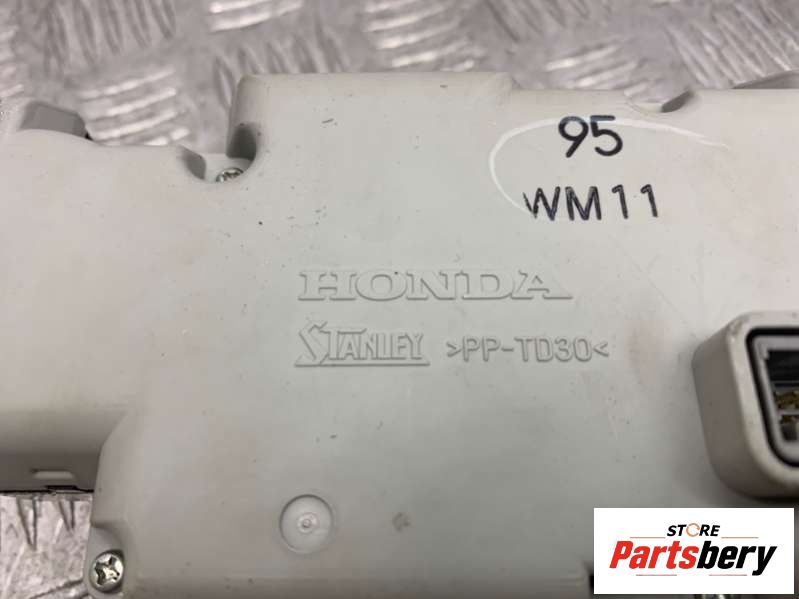 95
WM11
HONDA
STANLEY >PP-TD30<
STORE
Partsbery